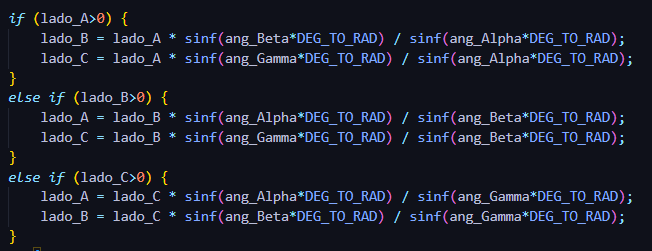 if (lado_A>0) {
    lado_B = lado_A * sinf(ang_Beta*DEG_TO_RAD) / sinf(ang_Alpha*DEG_TO_RAD);
    lado_C = lado_A * sinf(ang_Gamma*DEG_TO_RAD) / sinf(ang_Alpha*DEG_TO_RAD);
}
else if (lado_B>0) {
    lado_A = lado_B * sinf(ang_Alpha*DEG_TO_RAD) / sinf(ang_Beta*DEG_TO_RAD);
    lado_C = lado_B * sinf(ang_Gamma*DEG_TO_RAD) / sinf(ang_Beta*DEG_TO_RAD);
}
else if (lado_C>0) {
    lado_A = lado_C * sinf(ang_Alpha*DEG_TO_RAD) / sinf(ang_Gamma*DEG_TO_RAD);
    lado_B = lado_C * sinf(ang_Beta*DEG_TO_RAD) / sinf(ang_Gamma*DEG_TO_RAD);
}